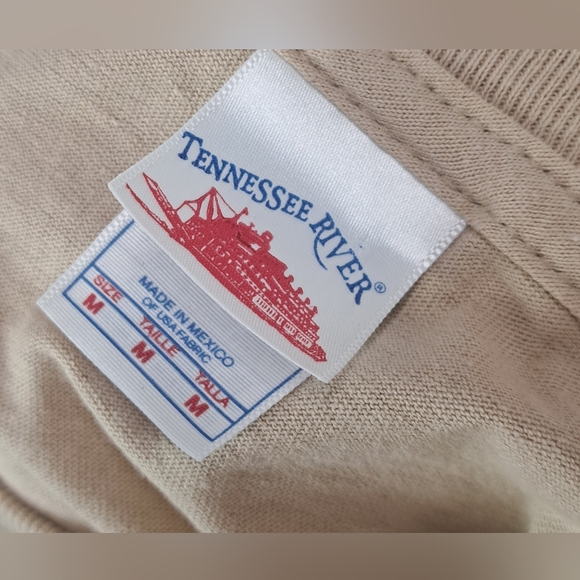 TENNESSEE RIVER®
MADE IN MEXICO
OF USA FABRIC
SIZE TAILLE TALLA
M M M